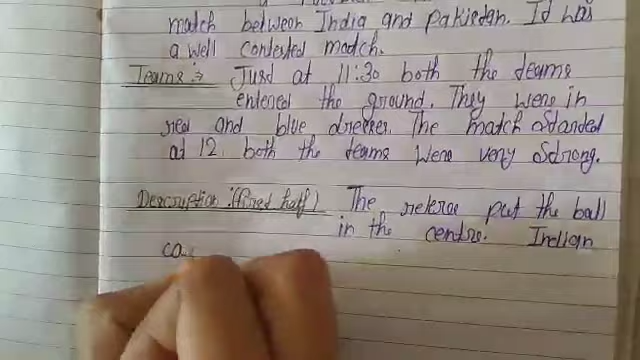 match between India and Pakistan. It was
a well contested match.
Teams :→ Just at 11:30 both the teams
entered the ground. They were in
red and blue dresses. The match started
at 12. both the teams were very strong.
Description :(first half) The referee put the ball
in the centre. Indian